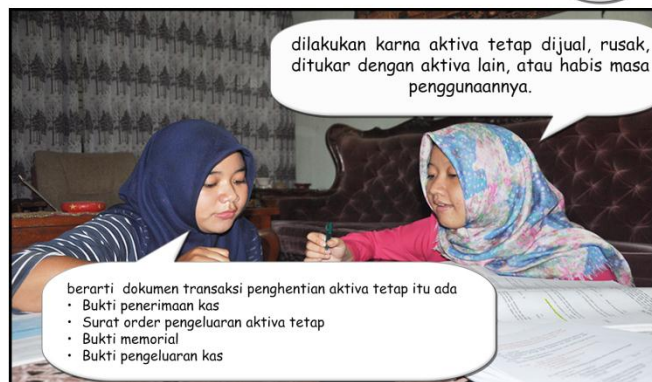 dilakukan karna aktiva tetap dijual, rusak,
ditukar dengan aktiva lain, atau habis masa
penggunaannya.
berarti dokumen transaksi penghentian aktiva tetap itu ada
• Bukti penerimaan kas
• Surat order pengeluaran aktiva tetap
• Bukti memorial
• Bukti pengeluaran kas